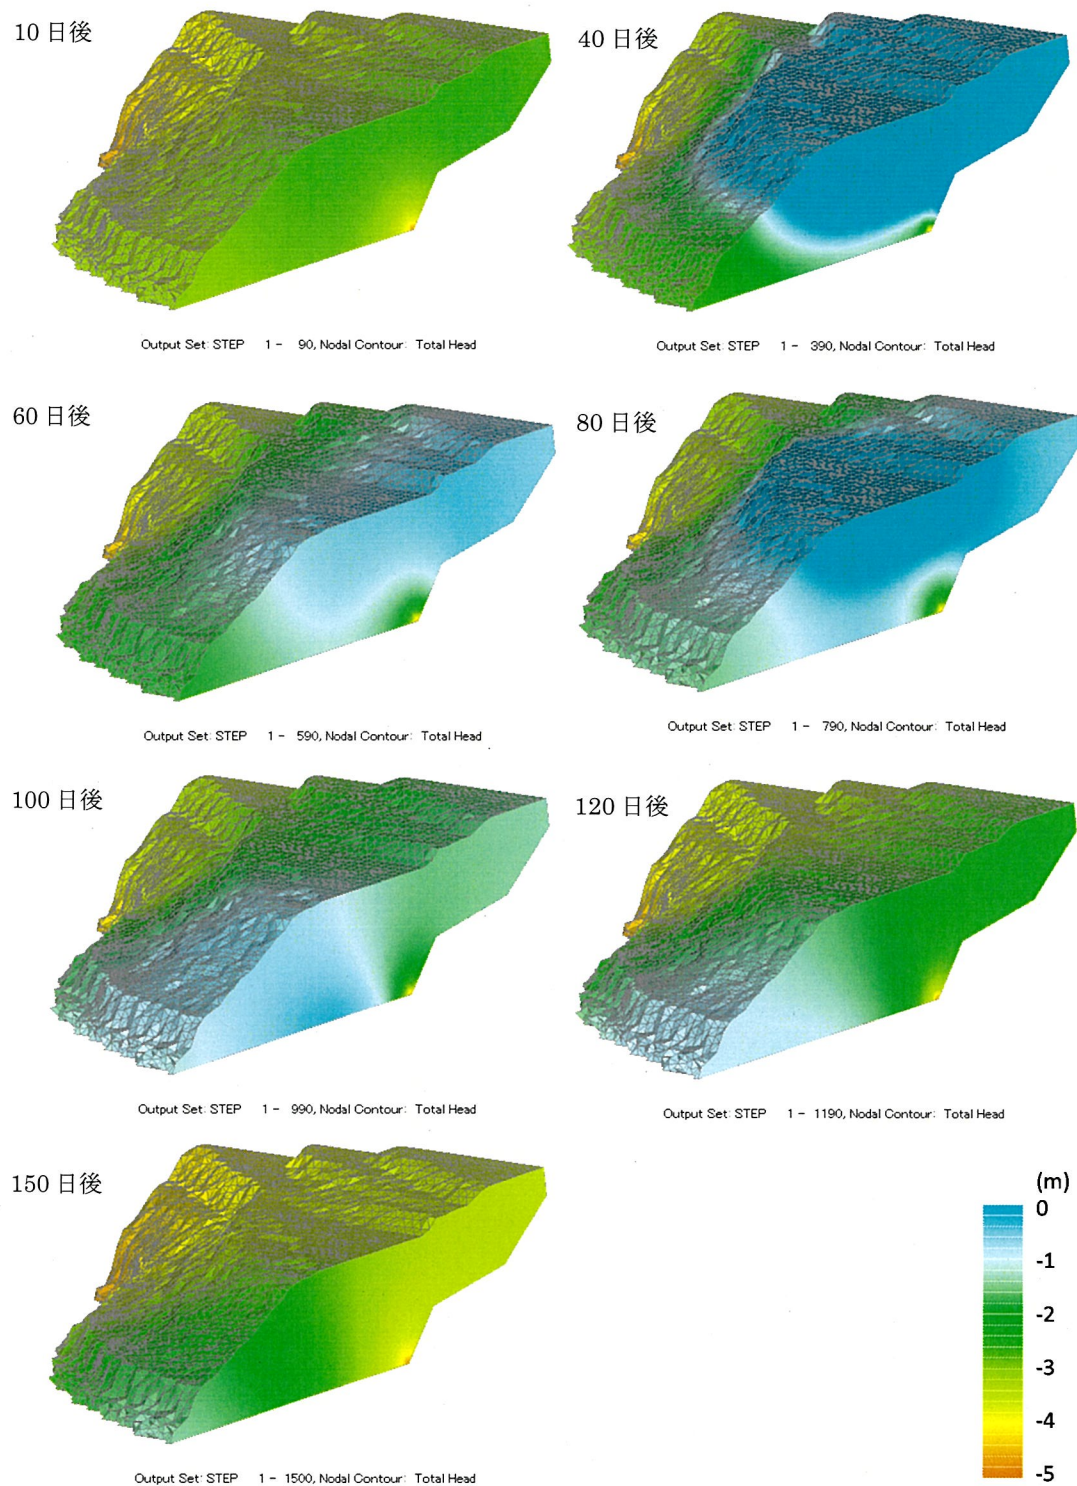 10 日後
40 日後
Output Set: STEP 1 - 90, Nodal Contour: Total Head
Output Set: STEP 1 - 390, Nodal Contour: Total Head
60 日後
80 日後
Output Set: STEP 1 - 590, Nodal Contour: Total Head
Output Set: STEP 1 - 790, Nodal Contour: Total Head
100 日後
120 日後
Output Set: STEP 1 - 990, Nodal Contour: Total Head
Output Set: STEP 1 - 1190, Nodal Contour: Total Head
150 日後
(m)
0
-1
-2
-3
-4
-5
Output Set: STEP 1 - 1500, Nodal Contour: Total Head